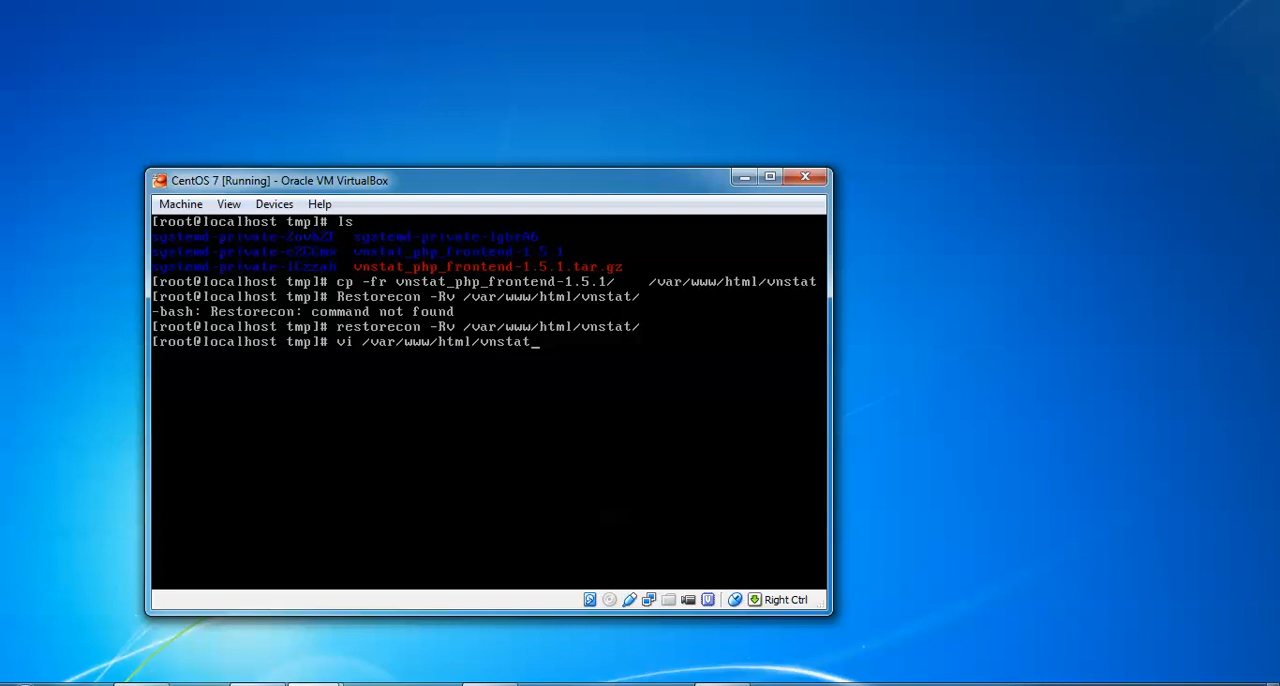 CentOS 7 [Running] - Oracle VM VirtualBox
Machine View Devices Help
[root@localhost tmp]# ls
vnstat_php_frontend-1.5.1
vnstat_php_frontend-1.5.1.tar.gz
[root@localhost tmp]# cp -fr vnstat_php_frontend-1.5.1/    /var/www/html/vnstat
[root@localhost tmp]# Restorecon -Rv /var/www/html/vnstat/
-bash: Restorecon: command not found
[root@localhost tmp]# restorecon -Rv /var/www/html/vnstat/
[root@localhost tmp]# vi /var/www/html/vnstat_
Right Ctrl